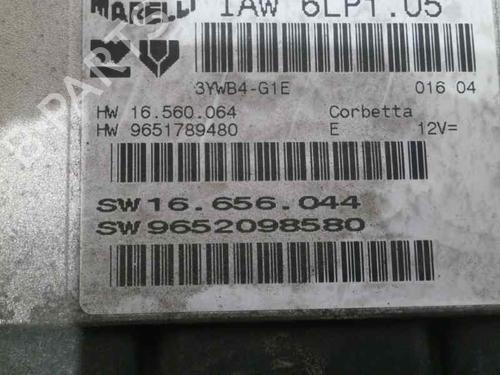 MARELLI IAW 6LP1.05
3YWB4-G1E 016 04
HW 16.560.064 Corbetta
HW 9651789480 E 12V=
SW 16.656.044
SW 9652098580